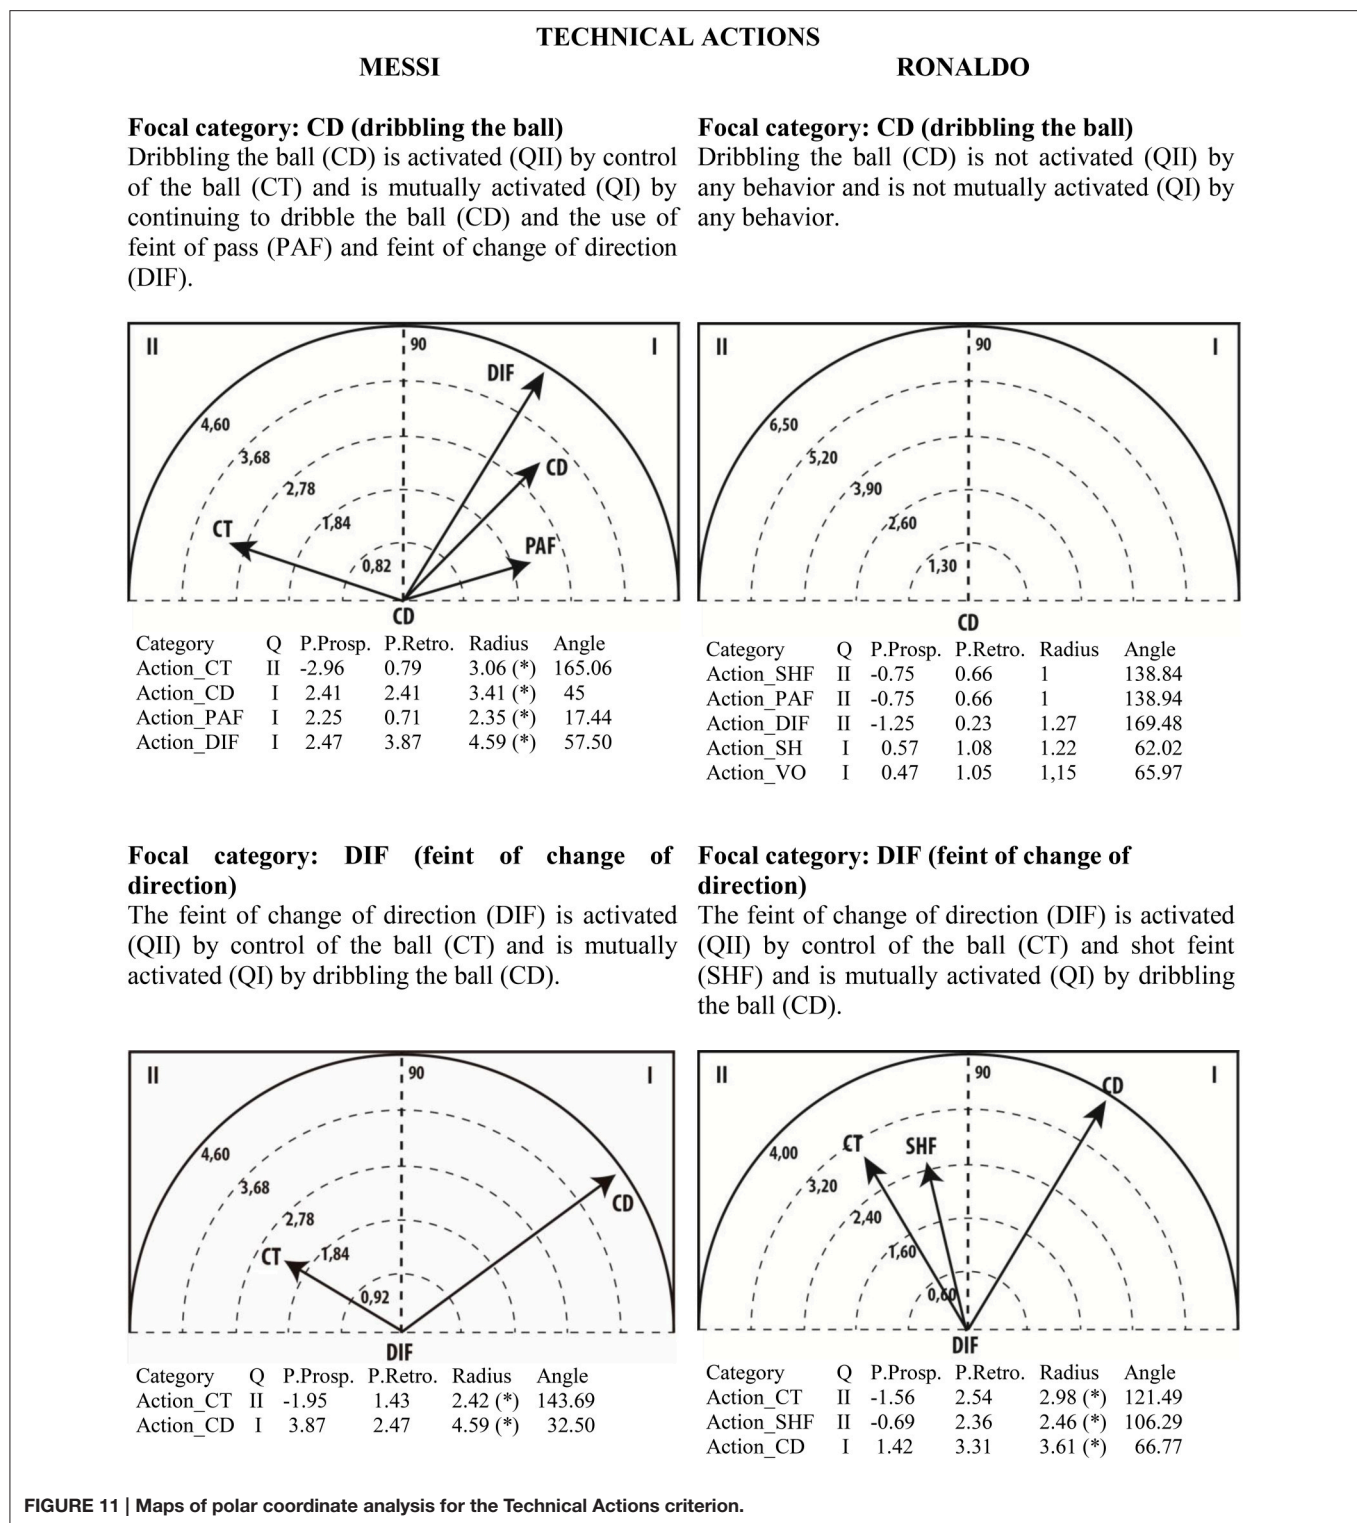 TECHNICAL ACTIONS
MESSI
RONALDO
Focal category: CD (dribbling the ball)
Dribbling the ball (CD) is activated (QII) by control
of the ball (CT) and is mutually activated (QI) by
continuing to dribble the ball (CD) and the use of
feint of pass (PAF) and feint of change of direction
(DIF).
Focal category: CD (dribbling the ball)
Dribbling the ball (CD) is not activated (QII) by
any behavior and is not mutually activated (QI) by
any behavior.
II
90
I
DIF
4,60
3,68
CD
2,78
1,84
CT
PAF
0,82
CD
Category Q P.Prosp. P.Retro. Radius Angle
Action_CT II -2.96 0.79 3.06 (*) 165.06
Action_CD I 2.41 2.41 3.41 (*) 45
Action_PAF I 2.25 0.71 2.35 (*) 17.44
Action_DIF I 2.47 3.87 4.59 (*) 57.50
II
90
I
6,50
5,20
3,90
2,60
1,30
CD
Category Q P.Prosp. P.Retro. Radius Angle
Action_SHF II -0.75 0.66 1 138.84
Action_PAF II -0.75 0.66 1 138.94
Action_DIF II -1.25 0.23 1.27 169.48
Action_SH I 0.57 1.08 1.22 62.02
Action_VO I 0.47 1.05 1,15 65.97
Focal category: DIF (feint of change of
direction)
The feint of change of direction (DIF) is activated
(QII) by control of the ball (CT) and is mutually
activated (QI) by dribbling the ball (CD).
Focal category: DIF (feint of change of
direction)
The feint of change of direction (DIF) is activated
(QII) by control of the ball (CT) and shot feint
(SHF) and is mutually activated (QI) by dribbling
the ball (CD).
II
90
I
4,60
3,68
CD
2,78
CT
1,84
0,92
DIF
Category Q P.Prosp. P.Retro. Radius Angle
Action_CT II -1.95 1.43 2.42 (*) 143.69
Action_CD I 3.87 2.47 4.59 (*) 32.50
II
90
I
CD
4,00
CT
SHF
3,20
2,40
1,60
0,60
DIF
Category Q P.Prosp. P.Retro. Radius Angle
Action_CT II -1.56 2.54 2.98 (*) 121.49
Action_SHF II -0.69 2.36 2.46 (*) 106.29
Action_CD I 1.42 3.31 3.61 (*) 66.77
FIGURE 11 | Maps of polar coordinate analysis for the Technical Actions criterion.